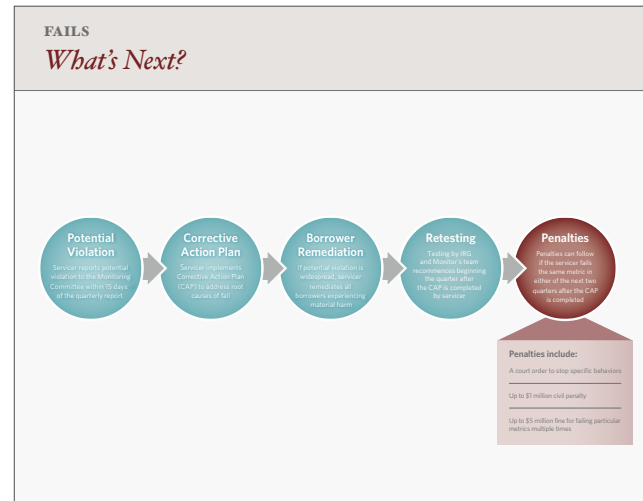 FAILS
What's Next?
Potential
Violation
Servicer reports potential
violation to the Monitoring
Committee within 15 days
of the quarterly report
Corrective
Action Plan
Servicer implements
Corrective Action Plan
(CAP) to address root
causes of fail
Borrower
Remediation
If potential violation is
widespread, servicer
remediates all
borrowers experiencing
material harm
Retesting
Testing by IRG
and Monitor's team
recommences beginning
the quarter after
the CAP is completed
by servicer
Penalties
Penalties can follow
if the servicer fails
the same metric in
either of the next two
quarters after the CAP
is completed
Penalties include:
A court order to stop specific behaviors
Up to $1 million civil penalty
Up to $5 million fine for failing particular
metrics multiple times